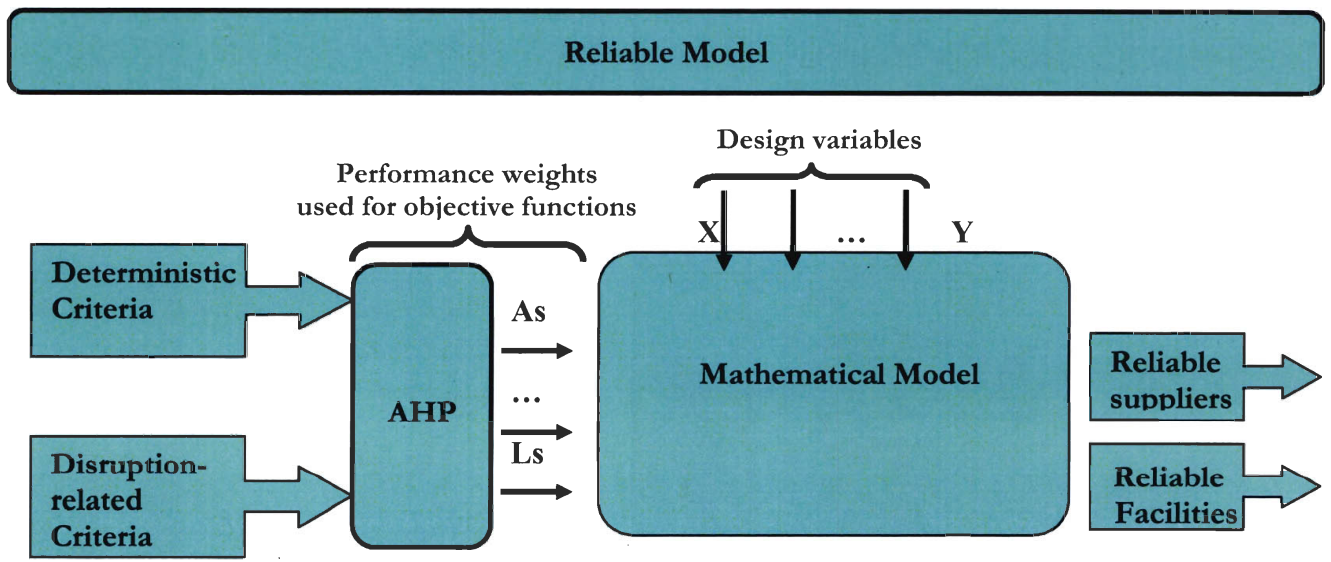 Reliable Model
Design variables
Performance weights
used for objective functions
X
...
Y
Deterministic
Criteria
As
...
Ls
AHP
Mathematical Model
Reliable
suppliers
Disruption-
related
Criteria
Reliable
Facilities